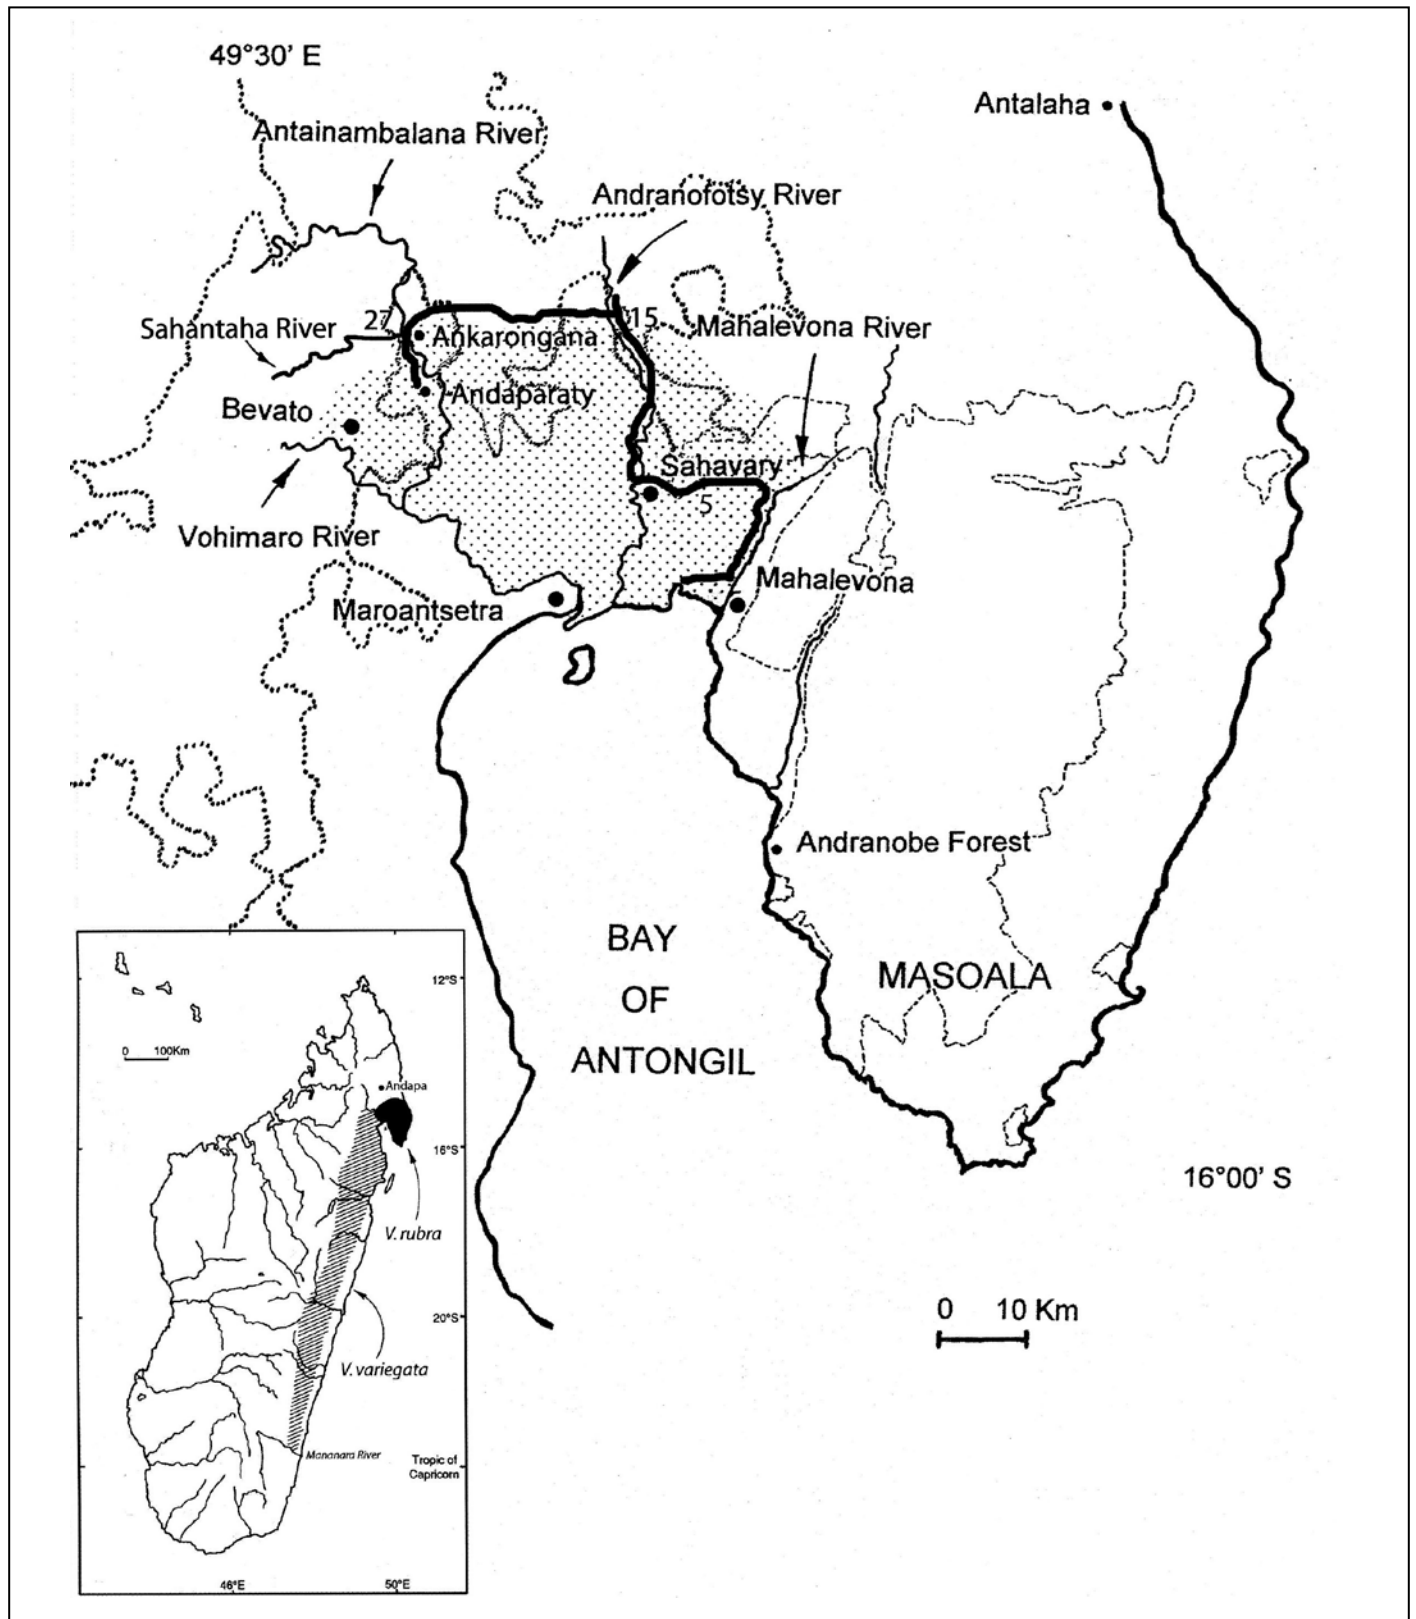 49°30' E
Antalaha
Antainambalana River
Andranofotsy River
Sahantaha River
27
15
Mahalevona River
Ankarongana
Andaparaty
Bevato
Sahavary
5
Vohimaro River
Mahalevona
Maroantsetra
Andranobe Forest
BAY
OF
ANTONGIL
MASOALA
16°00' S
0 10 Km
12°S
0 100Km
Andapa
16°S
V. rubra
20°S
V. variegata
Mananara River
Tropic of
Capricorn
46°E
50°E